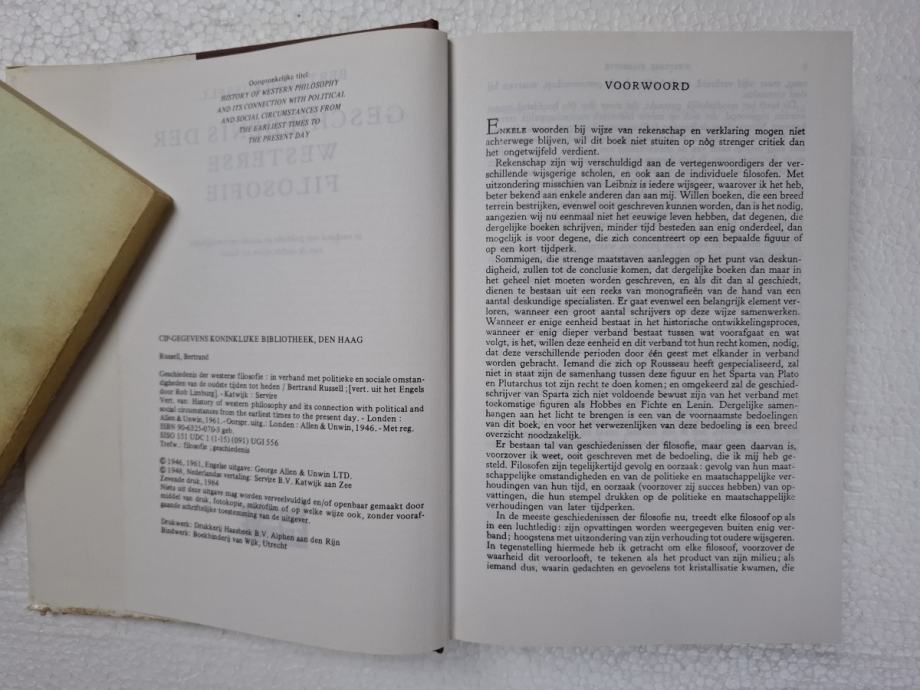 Oorspronkelijke titel:
HISTORY OF WESTERN PHILOSOPHY
AND ITS CONNECTION WITH POLITICAL
AND SOCIAL CIRCUMSTANCES FROM
THE EARLIEST TIMES TO
THE PRESENT DAY
CIP-GEGEVENS KONINKLIJKE BIBLIOTHEEK, DEN HAAG
Russell, Bertrand
Geschiedenis der westerse filosofie : in verband met politieke en sociale omstan-
digheden van de oudste tijden tot heden / Bertrand Russell ; [vert. uit het Engels
door Rob Limburg]. - Katwijk : Servire
Vert. van: History of western philosophy and its connection with political and
social circumstances from the earliest times to the present day. - Londen :
Allen & Unwin, 1961. - Oorspr. uitg.: Londen : Allen & Unwin, 1946. - Met reg.
ISBN 90-6325-070-3 geb.
SISO 151 UDC 1 (1-15) (091) UGI 556
Trefw.: filosofie ; geschiedenis
© 1946, 1961, Engelse uitgave: George Allen & Unwin LTD.
© 1948, Nederlandse vertaling: Servire B.V. Katwijk aan Zee
Zevende druk, 1984
Niets uit deze uitgave mag worden verveelvuldigd en/of openbaar gemaakt door
middel van druk, fotokopie, mikrofilm of op welke wijze ook, zonder vooraf-
gaande schriftelijke toestemming van de uitgever.
Drukwerk: Drukkerij Haasbeek B.V. Alphen aan den Rijn
Bindwerk: Boekbinderij van Wijk, Utrecht
VOORWOORD
ENKELE woorden bij wijze van rekenschap en verklaring mogen niet
achterwege blijven, wil dit boek niet stuiten op nòg strenger critiek dan
het ongetwijfeld verdient.
Rekenschap zijn wij verschuldigd aan de vertegenwoordigers der ver-
schillende wijsgerige scholen, en ook aan de individuele filosofen. Met
uitzondering misschien van Leibniz is iedere wijsgeer, waarover ik het heb,
beter bekend aan enkele anderen dan aan mij. Willen boeken, die een breed
terrein bestrijken, evenwel ooit geschreven kunnen worden, dan is het nodig,
aangezien wij nu eenmaal niet het eeuwige leven hebben, dat degenen, die
dergelijke boeken schrijven, minder tijd besteden aan enig onderdeel, dan
mogelijk is voor degene, die zich concentreert op een bepaalde figuur of
op een kort tijdperk.
Sommigen, die strenge maatstaven aanleggen op het punt van deskun-
digheid, zullen tot de conclusie komen, dat dergelijke boeken dan maar in
het geheel niet moeten worden geschreven, en àls dit dan al geschiedt,
dienen te bestaan uit een reeks van monografieën van de hand van een
aantal deskundige specialisten. Er gaat evenwel een belangrijk element ver-
loren, wanneer een groot aantal schrijvers op deze wijze samenwerken.
Wanneer er enige eenheid bestaat in het historische ontwikkelingsproces,
wanneer er enig dieper verband bestaat tussen wat voorafgaat en wat
volgt, is het, willen deze eenheid en dit verband tot hun recht komen, nodig,
dat deze verschillende perioden door één geest met elkander in verband
worden gebracht. Iemand die zich op Rousseau heeft gespecialiseerd, zal
niet in staat zijn de samenhang tussen deze figuur en het Sparta van Plato
en Plutarchus tot zijn recht te doen komen; en omgekeerd zal de geschied-
schrijver van Sparta zich niet voldoende bewust zijn van het verband met
toekomstige figuren als Hobbes en Fichte en Lenin. Dergelijke samen-
hangen aan het licht te brengen is een van de voornaamste bedoelingen
van dit boek, en voor het verwezenlijken van deze bedoeling is een breed
overzicht noodzakelijk.
Er bestaan tal van geschiedenissen der filosofie, maar geen daarvan is,
voorzover ik weet, ooit geschreven met de bedoeling, die ik mij heb ge-
steld. Filosofen zijn tegelijkertijd gevolg en oorzaak: gevolg van hun maat-
schappelijke omstandigheden en van de politieke en maatschappelijke ver-
houdingen van hun tijd, en oorzaak (voorzover zij succes hebben) van op-
vattingen, die hun stempel drukken op de politieke en maatschappelijke
verhoudingen van later tijdperken.
In de meeste geschiedenissen der filosofie nu, treedt elke filosoof op als
in een luchtledig: zijn opvattingen worden weergegeven buiten enig ver-
band; hoogstens met uitzondering van zijn verhouding tot oudere wijsgeren.
In tegenstelling hiermede heb ik getracht om elke filosoof, voorzover de
waarheid dit veroorlooft, te tekenen als het product van zijn milieu; als
iemand dus, waarin gedachten en gevoelens tot kristallisatie kwamen, die